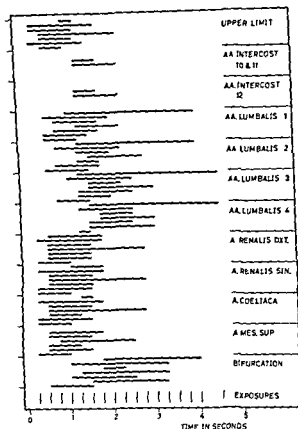 UPPER LIMIT
AA INTERCOST
10 & 11
AA. INTERCOST
12
AA. LUMBALIS 1
AA LUMBALIS 2
AA. LUMBALIS 3
AA. LUMBALIS 4
A RENALIS DXT.
A. RENALIS SIN.
A. COELIACA
A MES. SUP
BIFURCATION
EXPOSURES
0 1 2 3 4 5
TIME IN SECONDS